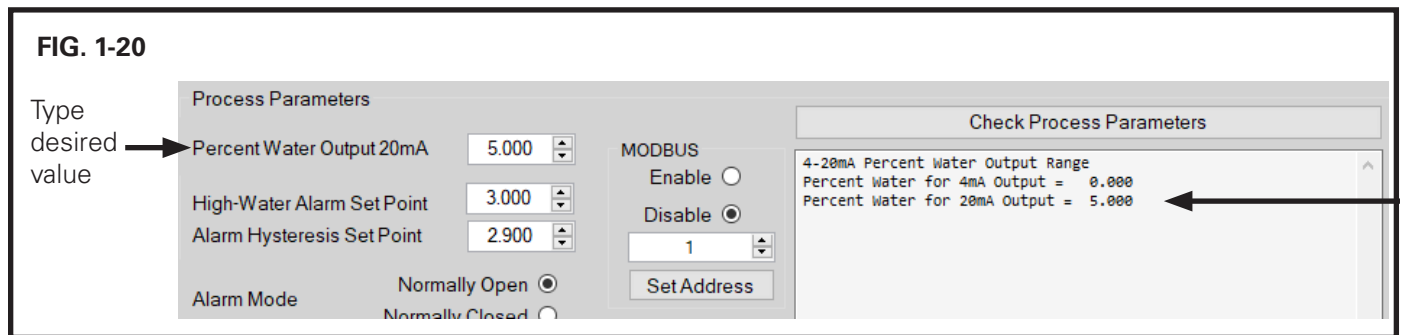 FIG. 1-20
Type
desired
value
Process Parameters
Percent Water Output 20mA 5.000
High-Water Alarm Set Point 3.000
Alarm Hysteresis Set Point 2.900
Alarm Mode
Normally Open
Normally Closed
MODBUS
Enable
Disable
1
Set Address
Check Process Parameters
4-20mA Percent Water Output Range
Percent Water for 4mA Output = 0.000
Percent Water for 20mA Output = 5.000